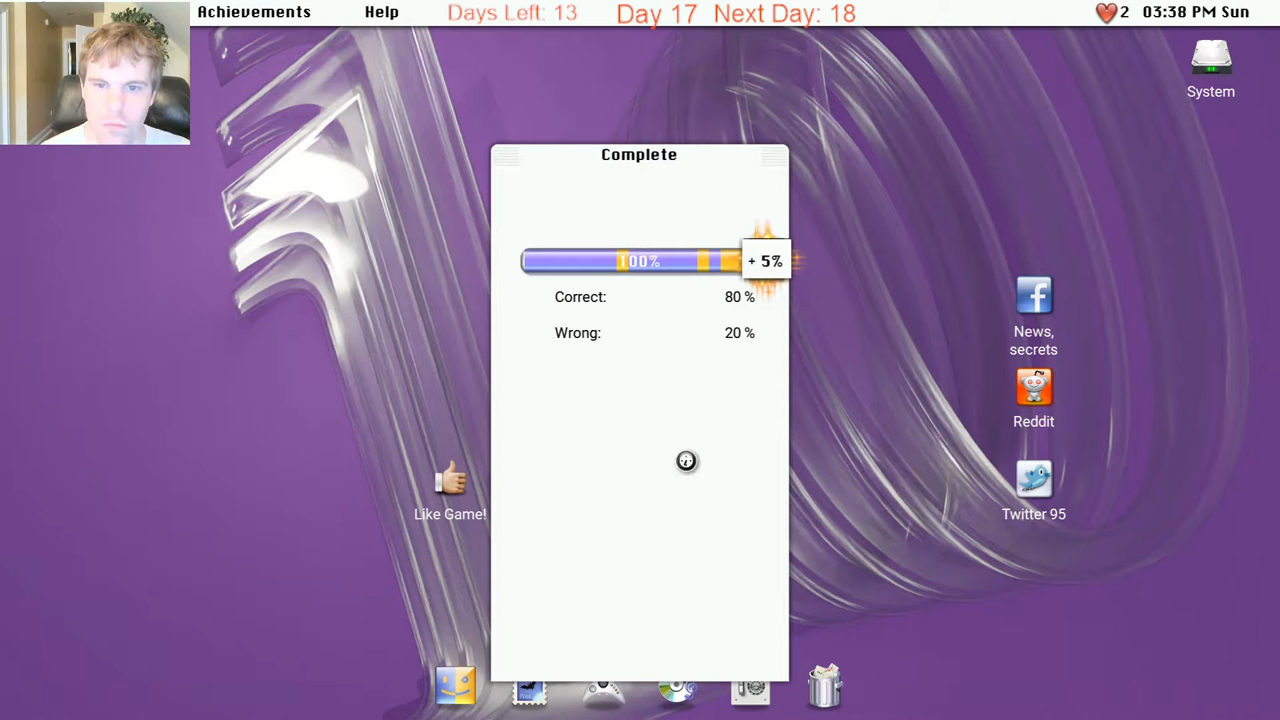 Achievements Help Days Left: 13 Day 17 Next Day: 18 2 03:38 PM Sun
System
Complete
100% + 5%
Correct: 80 %
Wrong: 20 %
News,
secrets
Reddit
Like Game!
Twitter 95